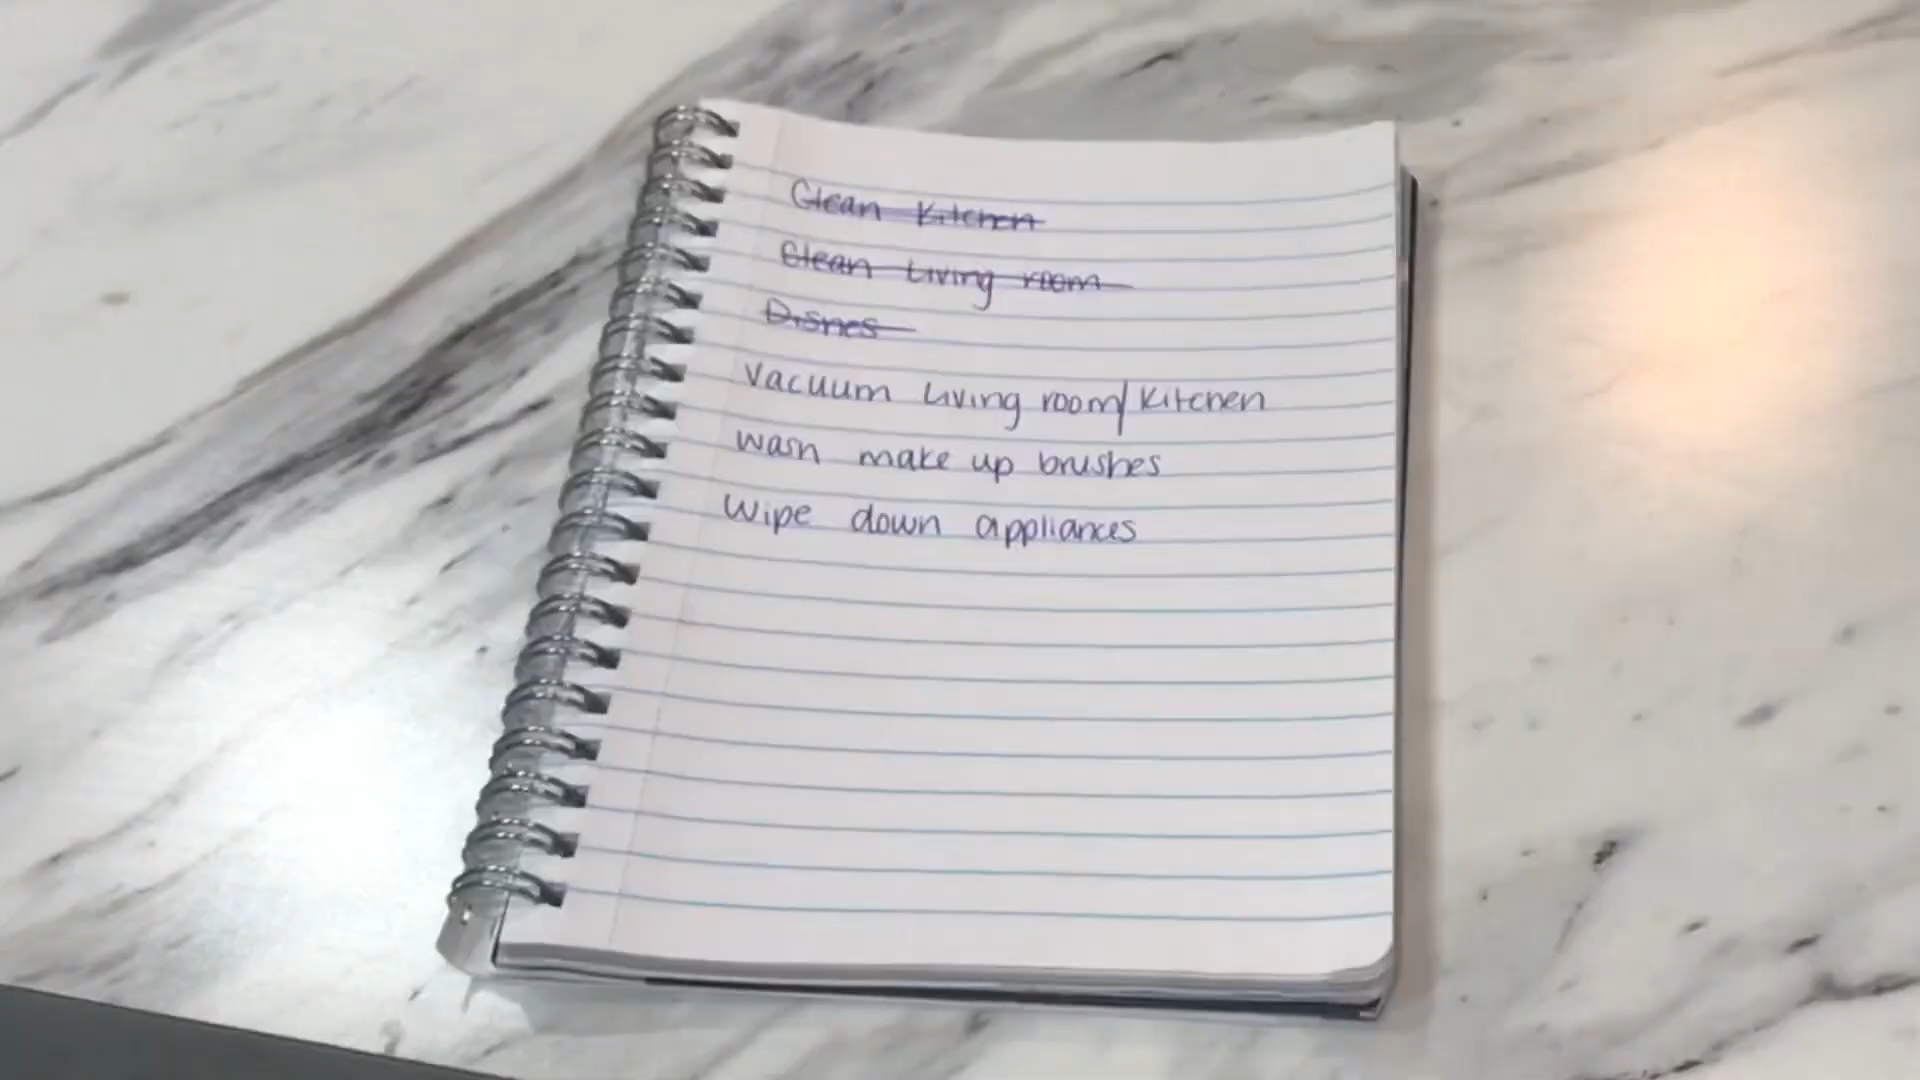 Clean Kitchen
Clean Living room
Dishes
Vacuum Living room/Kitchen
wash make up brushes
Wipe down appliances